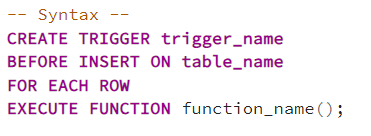 -- Syntax --
CREATE TRIGGER trigger_name
BEFORE INSERT ON table_name
FOR EACH ROW
EXECUTE FUNCTION function_name();